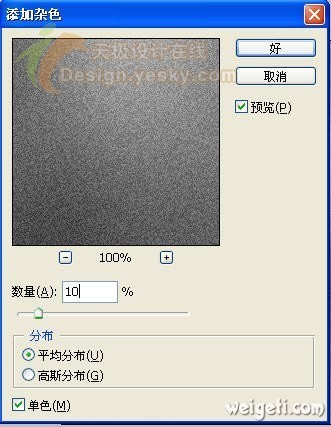 添加杂色
天极设计在线
Design.yesky.com
好
取消
预览(P)
100%
数量(A): 10 %
分布
平均分布(U)
高斯分布(G)
单色(M)
weigeti.com